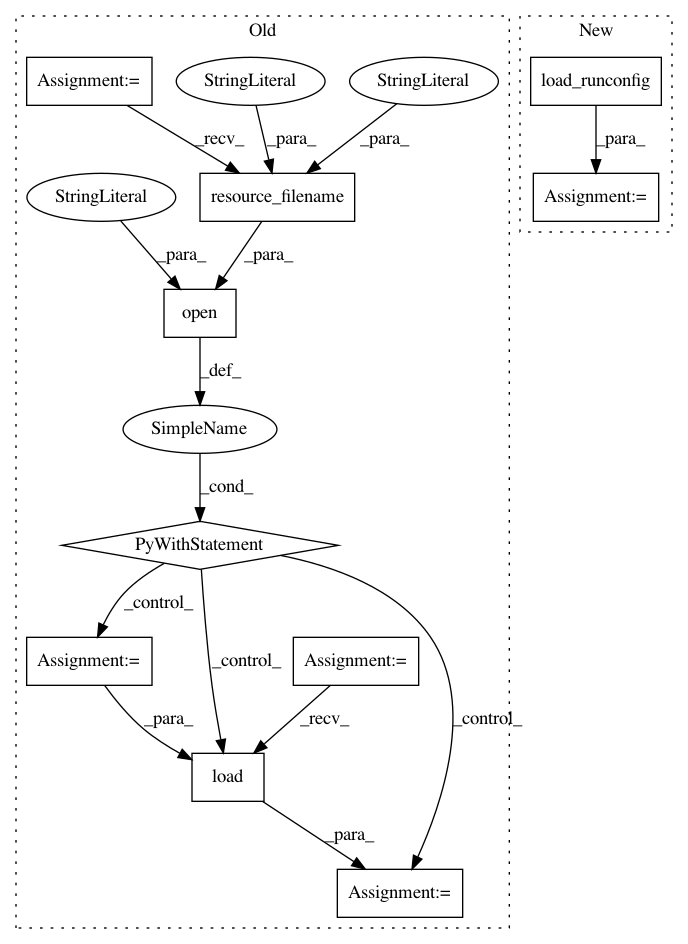 Old
New
Assignment:=
StringLiteral
StringLiteral
load_runconfig
_recv_
_para_
_para_
_para_
StringLiteral
resource_filename
Assignment:=
_para_
_para_
open
_def_
SimpleName
_cond_
PyWithStatement
_control_
Assignment:=
_control_
Assignment:=
_para_
_recv_
_control_
load
_para_
Assignment:=